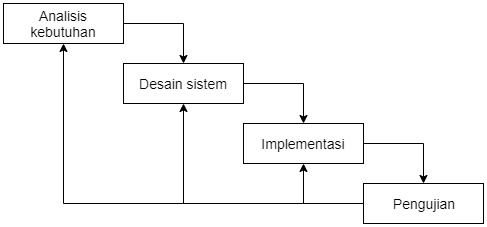 Analisis
kebutuhan
Desain sistem
Implementasi
Pengujian